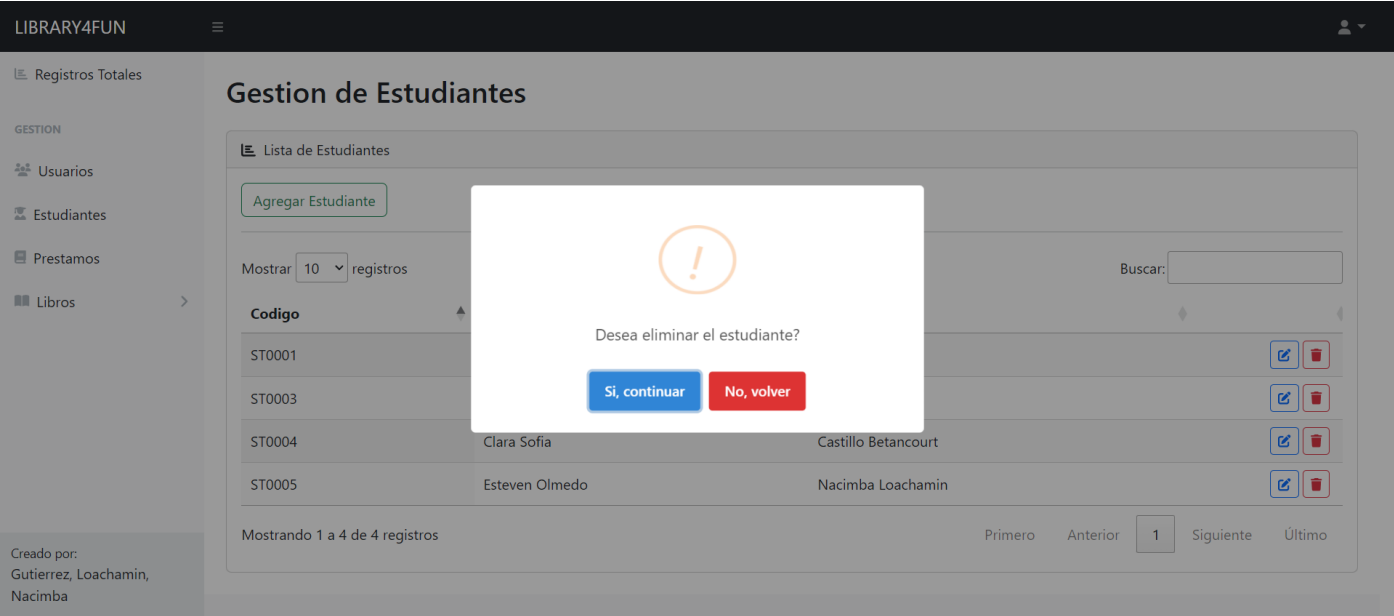 LIBRARY4FUN
Registros Totales
GESTION
Usuarios
Estudiantes
Prestamos
Libros
Creado por:
Gutierrez, Loachamin,
Nacimba
Gestion de Estudiantes
Lista de Estudiantes
Agregar Estudiante
Mostrar 10 registros
Buscar:
Codigo
ST0001
ST0003
ST0004 Clara Sofia Castillo Betancourt
ST0005 Esteven Olmedo Nacimba Loachamin
Mostrando 1 a 4 de 4 registros
Primero Anterior 1 Siguiente Último
!
Desea eliminar el estudiante?
Si, continuar No, volver